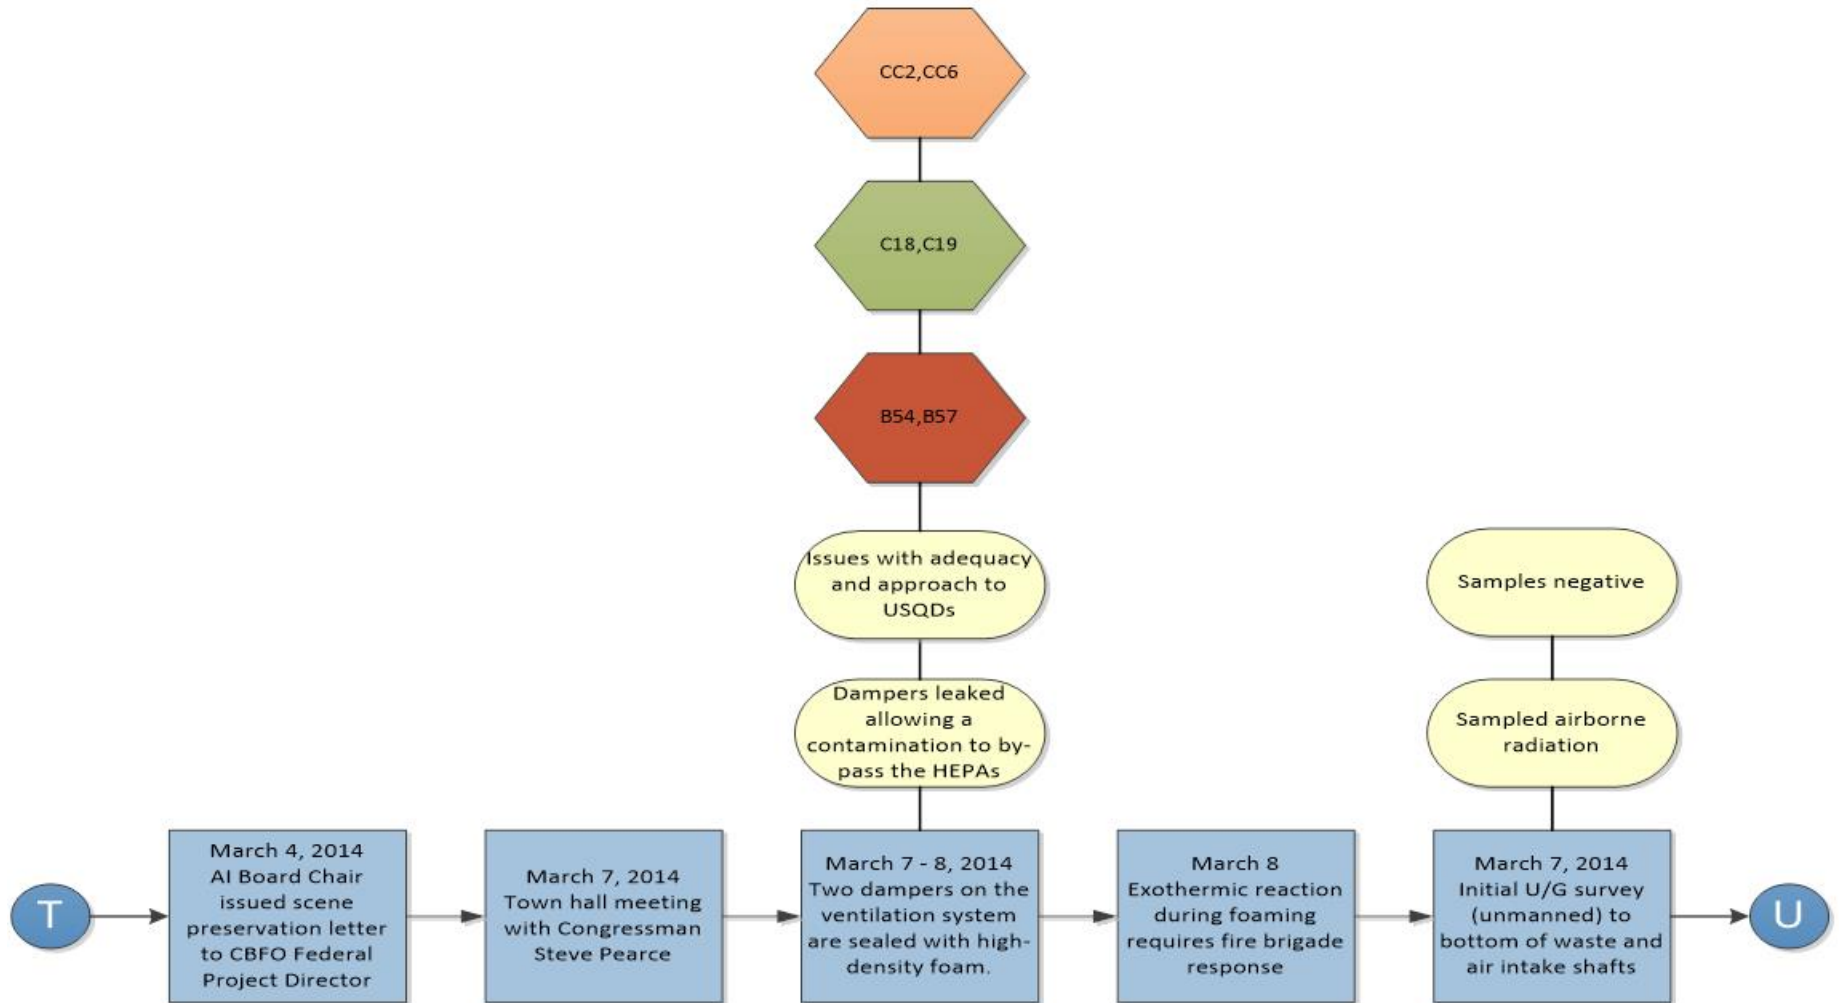 CC2,CC6
C18,C19
B54,B57
Issues with adequacy
and approach to
USQDs
Dampers leaked
allowing a
contamination to by-
pass the HEPAs
Samples negative
Sampled airborne
radiation
T
March 4, 2014
AI Board Chair
issued scene
preservation letter
to CBFO Federal
Project Director
March 7, 2014
Town hall meeting
with Congressman
Steve Pearce
March 7 - 8, 2014
Two dampers on the
ventilation system
are sealed with high-
density foam.
March 8
Exothermic reaction
during foaming
requires fire brigade
response
March 7, 2014
Initial U/G survey
(unmanned) to
bottom of waste and
air intake shafts
U